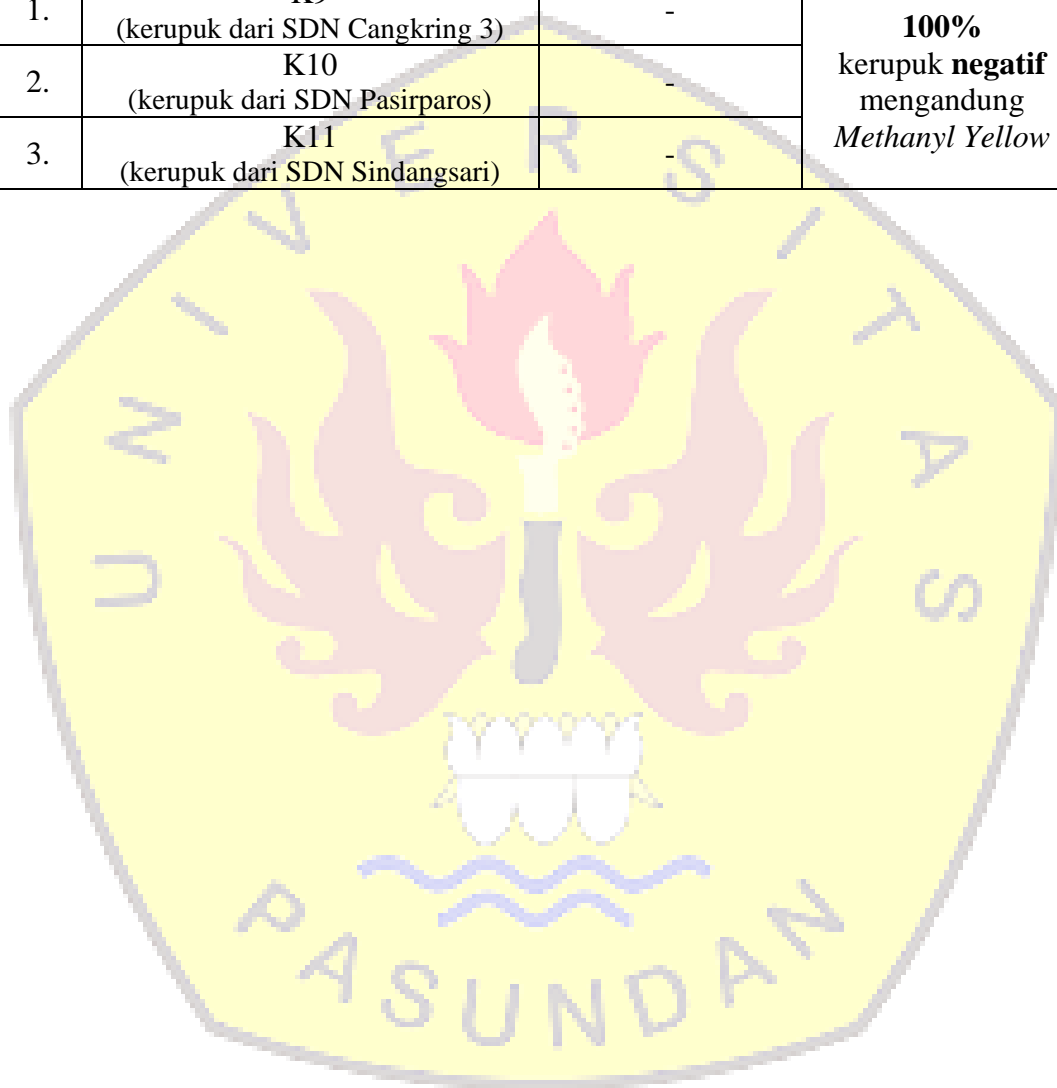 1.
K9
(kerupuk dari SDN Cangkring 3)
-
100%
kerupuk negatif
mengandung
Methanyl Yellow
2.
K10
(kerupuk dari SDN Pasirparos)
-
3.
K11
(kerupuk dari SDN Sindangsari)
-
UNIVERSITAS
PASUNDAN